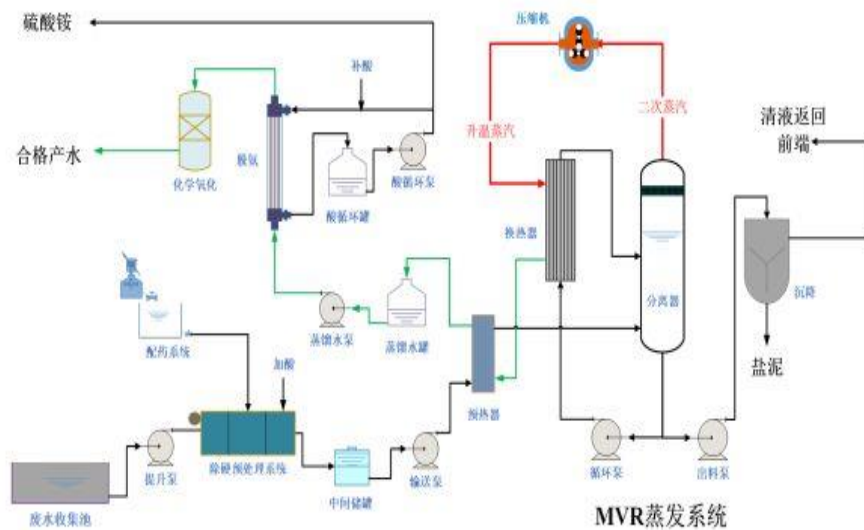 硫酸铵
压缩机
补酸
二次蒸汽
清液返回
前端
升温蒸汽
合格产水
脱氨
化学氧化
酸循环罐
酸循环泵
换热器
分离器
沉降
蒸馏水泵
蒸馏水罐
配药系统
加酸
预热器
盐泥
提升泵
除硬预处理系统
中间储罐
输送泵
循环泵
出料泵
废水收集池
MVR蒸发系统